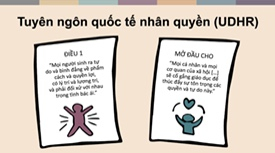 Tuyên ngôn quốc tế nhân quyền (UDHR)
ĐIỀU 1
"Mọi người sinh ra tự
do và bình đẳng về phẩm
cách và quyền lợi,
có lý trí và lương tri,
và phải đối xử với nhau
trong tình bác ái."
MỞ ĐẦU CHO
"Mọi cá nhân và mọi
cơ quan của xã hội [...]
sẽ cố gắng giáo dục để
thúc đẩy sự tôn trọng các
quyền và tự do này."